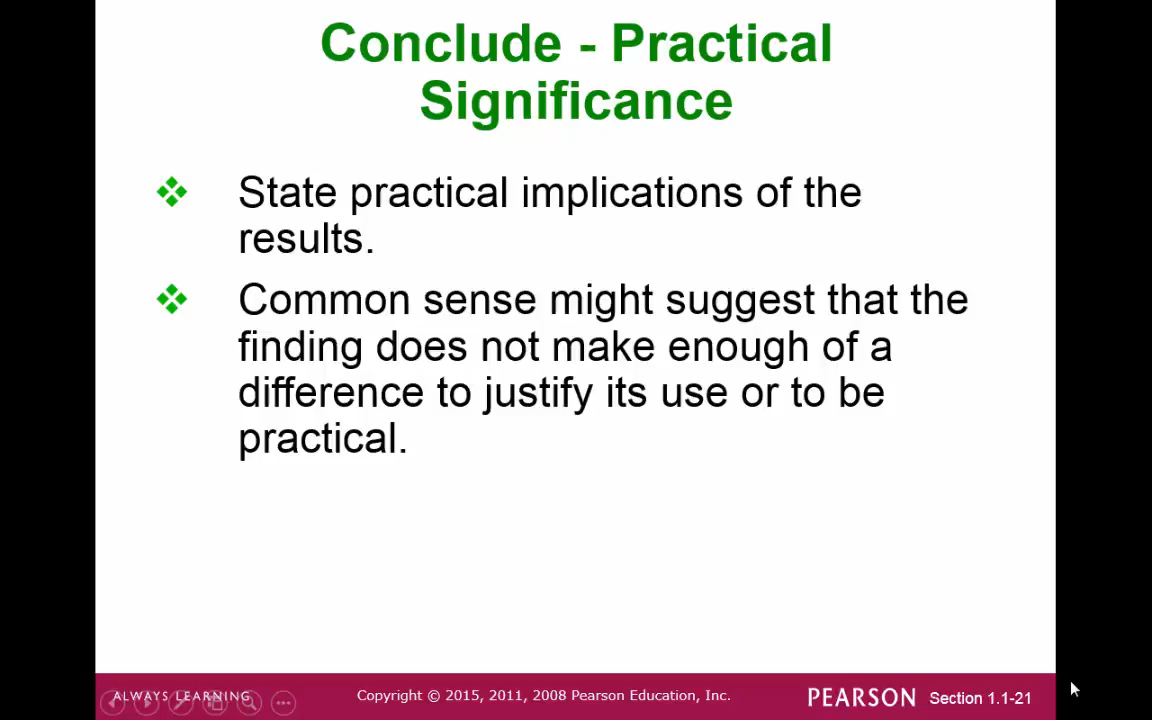 Conclude - Practical
Significance
State practical implications of the
results.
Common sense might suggest that the
finding does not make enough of a
difference to justify its use or to be
practical.
ALWAYS LEARNING
Copyright © 2015, 2011, 2008 Pearson Education, Inc.
PEARSON
Section 1.1-21